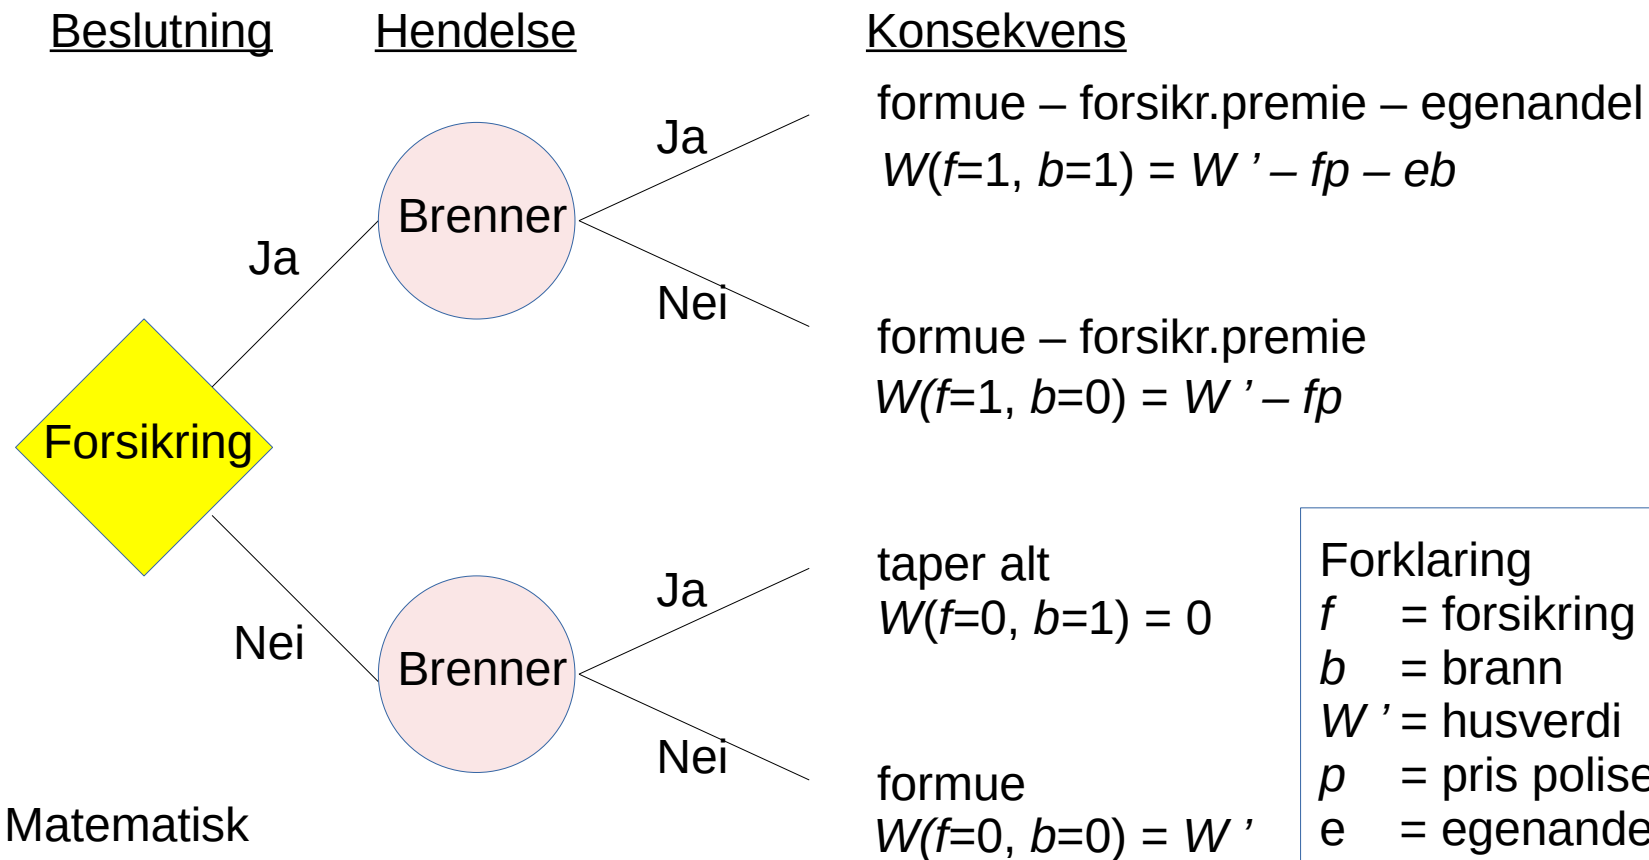 Beslutning Hendelse Konsekvens
formue – forsikr.premie – egenandel
Ja
W(f=1, b=1) = W ’ – fp – eb
Brenner
Ja
Nei
formue – forsikr.premie
W(f=1, b=0) = W ’ – fp
Forsikring
taper alt
Ja
W(f=0, b=1) = 0
Nei
Brenner
Nei
formue
W(f=0, b=0) = W ’
Forklaring
f = forsikring
b = brann
W ’ = husverdi
p = pris polise
e = egenande
Matematisk